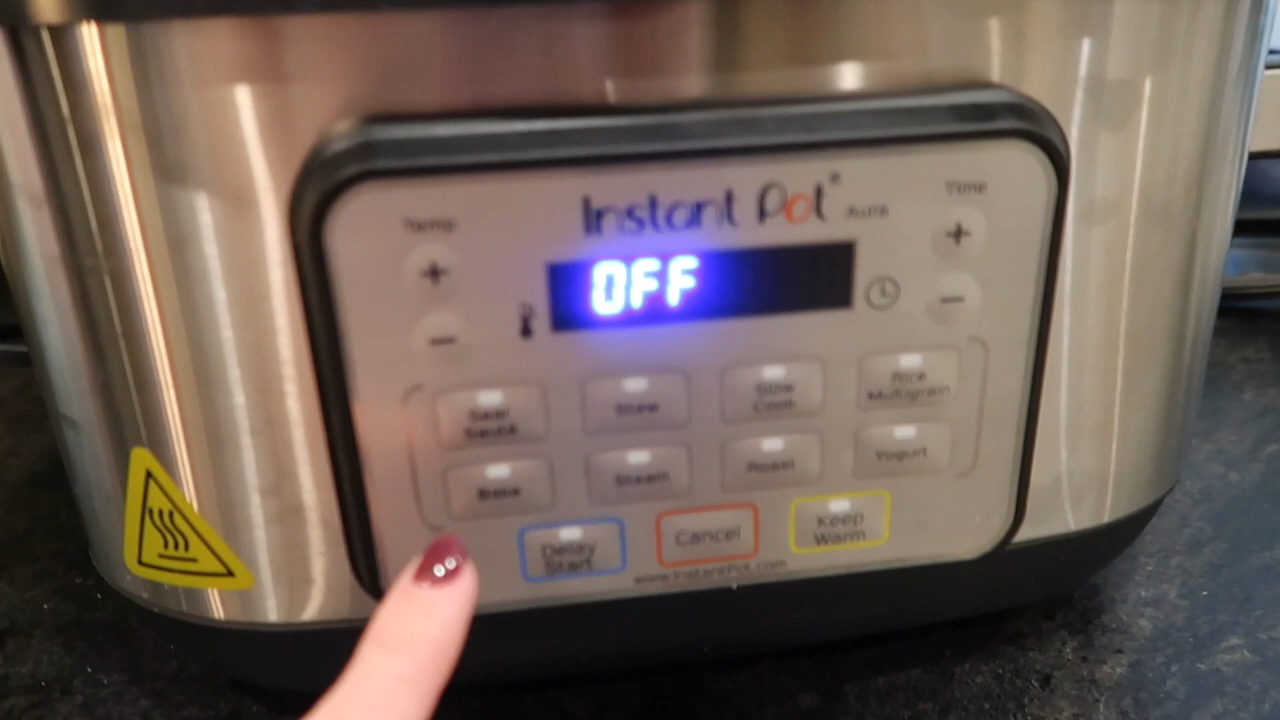 Temp
Instant Pot® Aura
Time
+
+
OFF
-
-
Sear
Saute
Stew
Slow
Cook
Rice
Multigrain
Bake
Steam
Roast
Yogurt
Delay
Start
Cancel
Keep
Warm
www.InstantPot.com